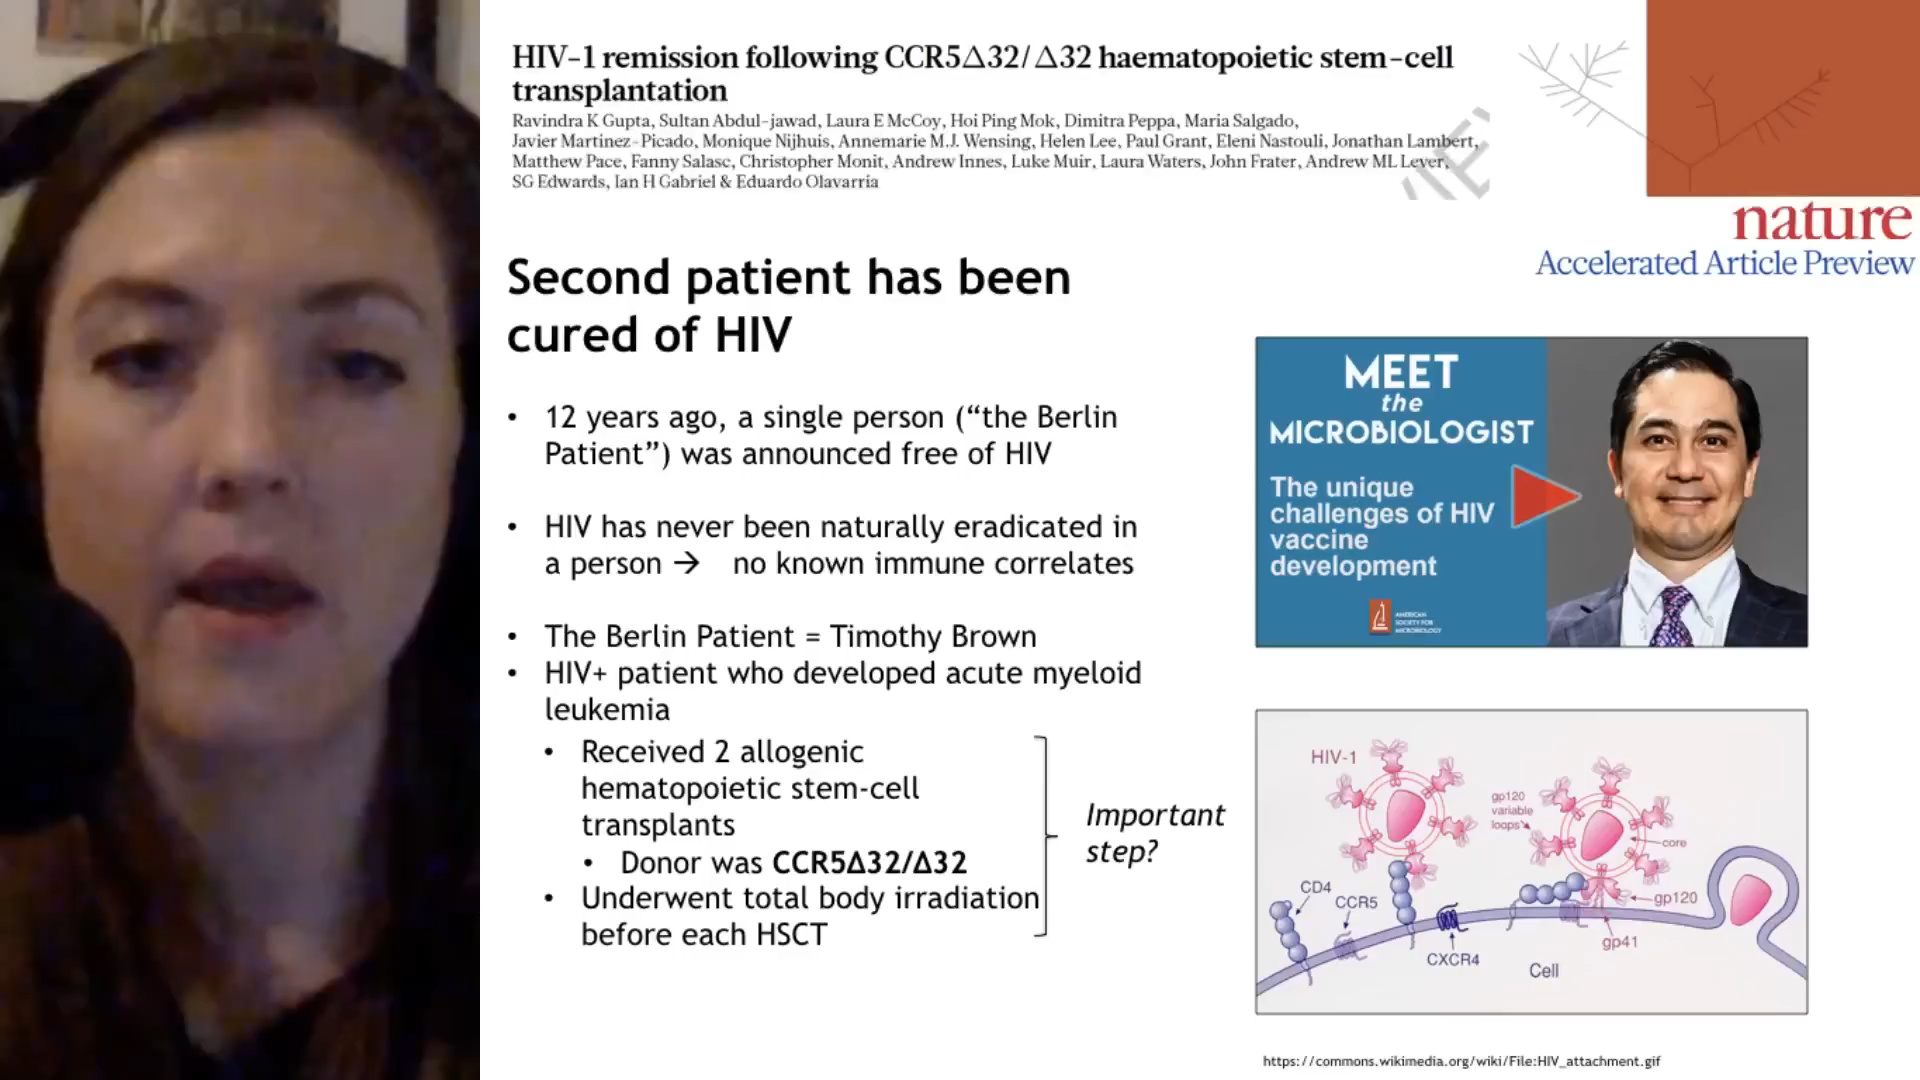 HIV-1 remission following CCR5Δ32/Δ32 haematopoietic stem-cell
transplantation
Ravindra K Gupta, Sultan Abdul-jawad, Laura E McCoy, Hoi Ping Mok, Dimitra Peppa, Maria Salgado,
Javier Martinez-Picado, Monique Nijhuis, Annemarie M.J. Wensing, Helen Lee, Paul Grant, Eleni Nastouli, Jonathan Lambert,
Matthew Pace, Fanny Salasc, Christopher Monit, Andrew Innes, Luke Muir, Laura Waters, John Frater, Andrew ML Lever,
SG Edwards, Ian H Gabriel & Eduardo Olavarria
nature
Accelerated Article Preview
Second patient has been
cured of HIV
• 12 years ago, a single person (“the Berlin
Patient”) was announced free of HIV
• HIV has never been naturally eradicated in
a person → no known immune correlates
• The Berlin Patient = Timothy Brown
• HIV+ patient who developed acute myeloid
leukemia
• Received 2 allogenic
hematopoietic stem-cell
transplants
• Donor was CCR5Δ32/Δ32
• Underwent total body irradiation
before each HSCT
Important
step?
MEET
the
MICROBIOLOGIST
The unique
challenges of HIV
vaccine
development
AMERICAN
SOCIETY FOR
MICROBIOLOGY
HIV-1
gp120
variable
loops
core
CD4
CCR5
gp120
gp41
CXCR4
Cell
https://commons.wikimedia.org/wiki/File:HIV_attachment.gif